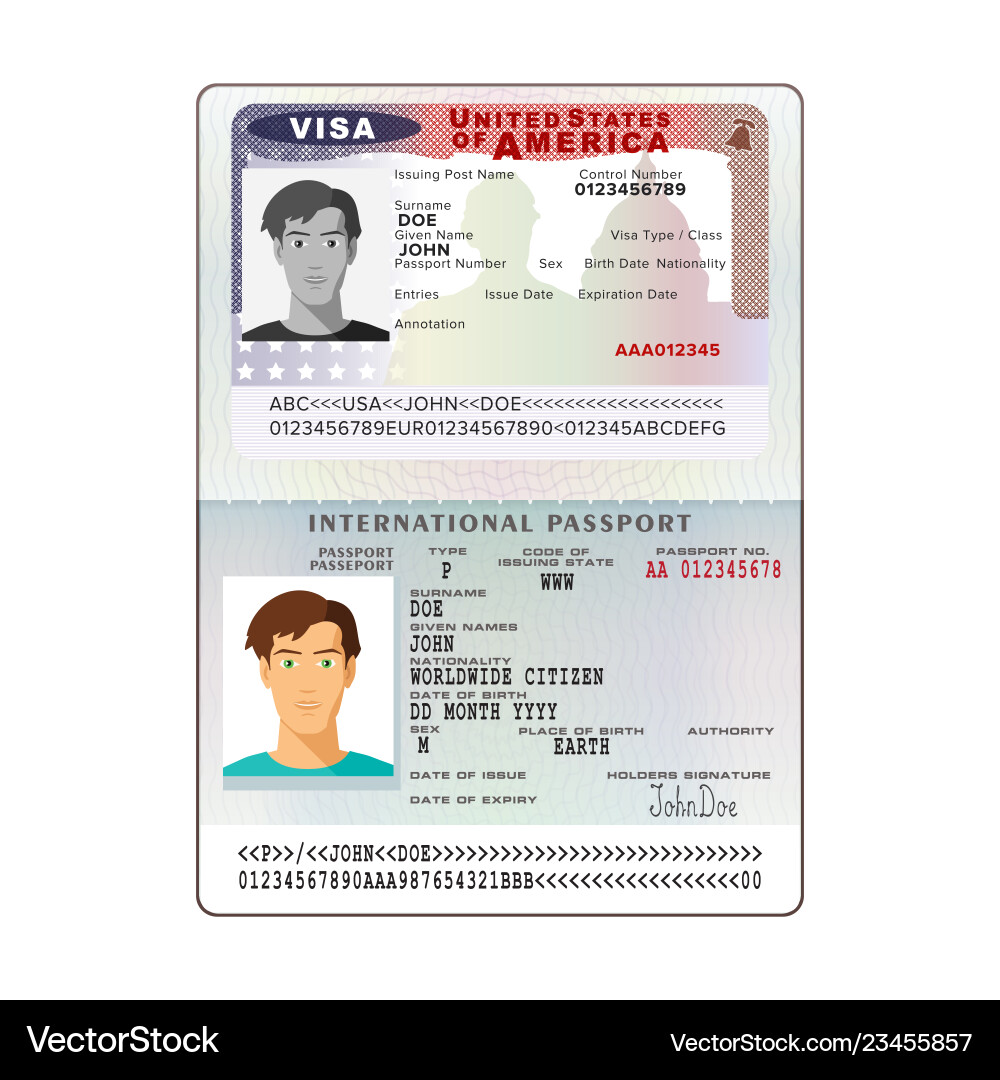 VISA
UNITED STATES
OF AMERICA
Issuing Post Name Control Number
0123456789
Surname
DOE
Given Name Visa Type / Class
JOHN
Passport Number Sex Birth Date Nationality
Entries Issue Date Expiration Date
Annotation
AAA012345
ABC<<<USA<<JOHN<<DOE<<<<<<<<<<<<<<<<<<<
0123456789EUR01234567890<012345ABCDEFG
INTERNATIONAL PASSPORT
PASSPORT TYPE CODE OF PASSPORT NO.
PASSEPORT P ISSUING STATE AA 012345678
WWW
SURNAME
DOE
GIVEN NAMES
JOHN
NATIONALITY
WORLDWIDE CITIZEN
DATE OF BIRTH
DD MONTH YYYY
SEX PLACE OF BIRTH AUTHORITY
M EARTH
DATE OF ISSUE HOLDERS SIGNATURE
DATE OF EXPIRY JohnDoe
<<P>>/<<JOHN<<DOE>>>>>>>>>>>>>>>>>>>>>>>>>>>>>
01234567890AAA987654321BBB<<<<<<<<<<<<<<<<<<00
VectorStock VectorStock.com/23455857